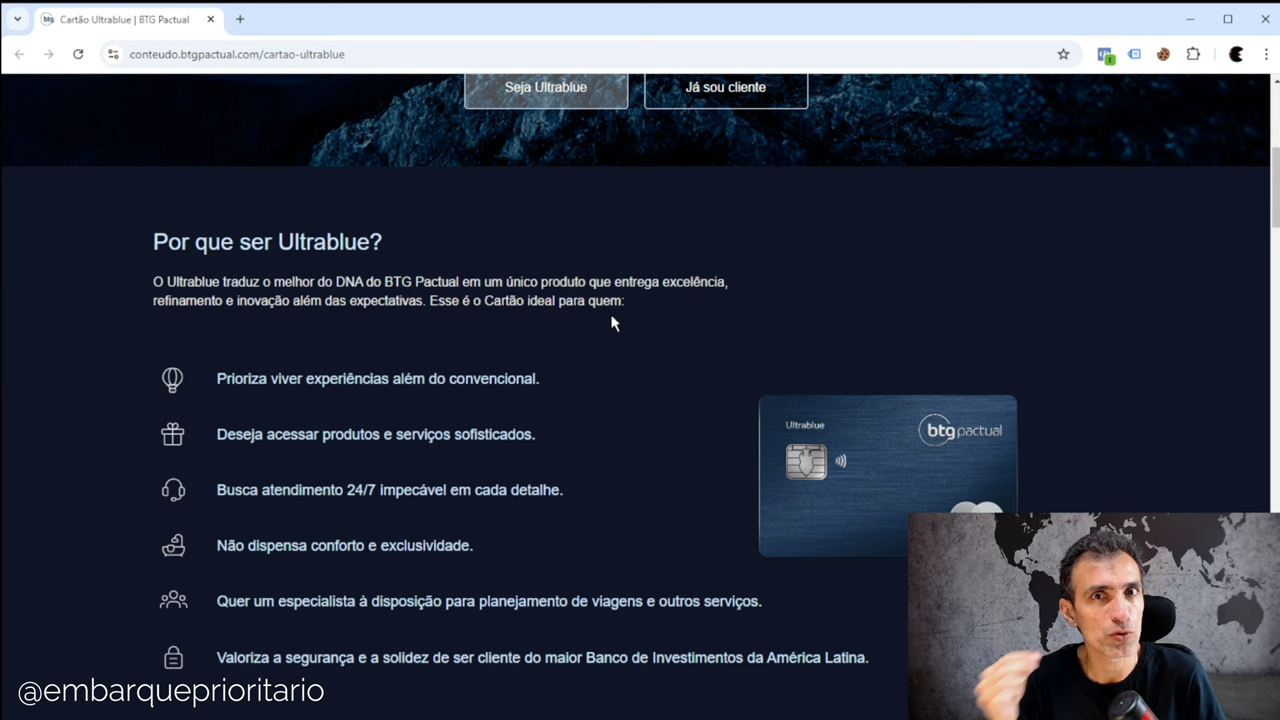 Cartão Ultrablue | BTG Pactual
conteudo.btgpactual.com/cartao-ultrablue
1
Seja Ultrablue
Já sou cliente
Por que ser Ultrablue?
O Ultrablue traduz o melhor do DNA do BTG Pactual em um único produto que entrega excelência,
refinamento e inovação além das expectativas. Esse é o Cartão ideal para quem:
Prioriza viver experiências além do convencional.
Deseja acessar produtos e serviços sofisticados.
Busca atendimento 24/7 impecável em cada detalhe.
Não dispensa conforto e exclusividade.
Quer um especialista à disposição para planejamento de viagens e outros serviços.
Valoriza a segurança e a solidez de ser cliente do maior Banco de Investimentos da América Latina.
Ultrablue
btg pactual
@embarqueprioritario